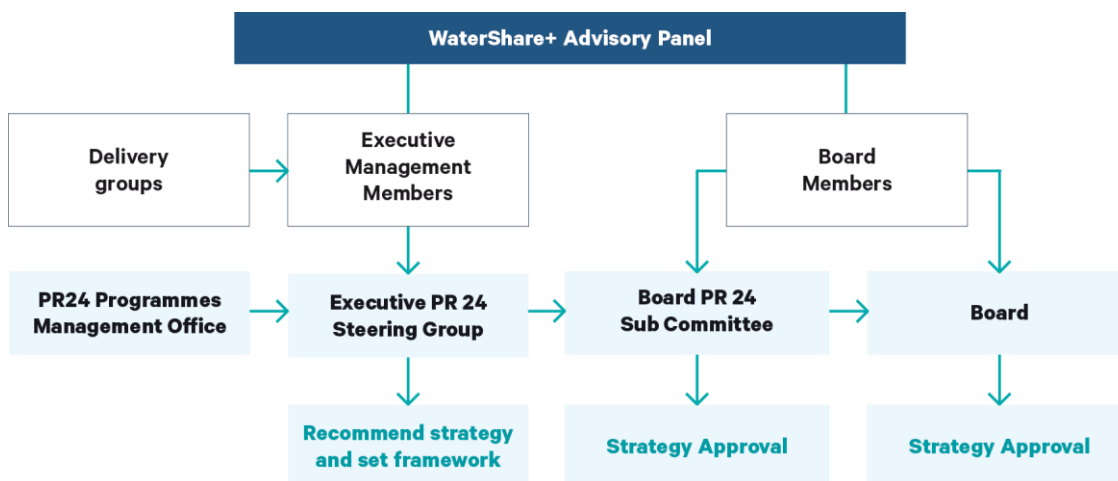 WaterShare+ Advisory Panel
Delivery
groups
Executive
Management
Members
Board
Members
PR24 Programmes
Management Office
Executive PR 24
Steering Group
Board PR 24
Sub Committee
Board
Recommend strategy
and set framework
Strategy Approval
Strategy Approval